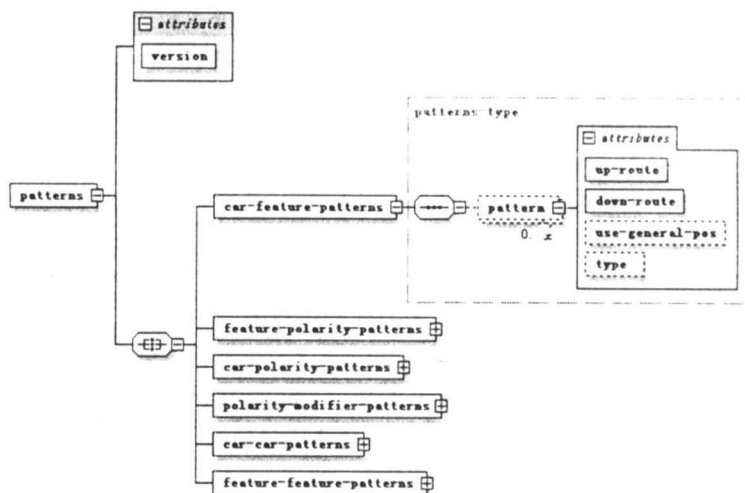 attributes
version
patterns type
attributes
up-route
patterns
car-feature-patterns
pattern
down-route
0.
use-general-pos
type
feature-polarity-patterns
car-polarity-patterns
polarity-modifier-patterns
car-car-patterns
feature-feature-patterns